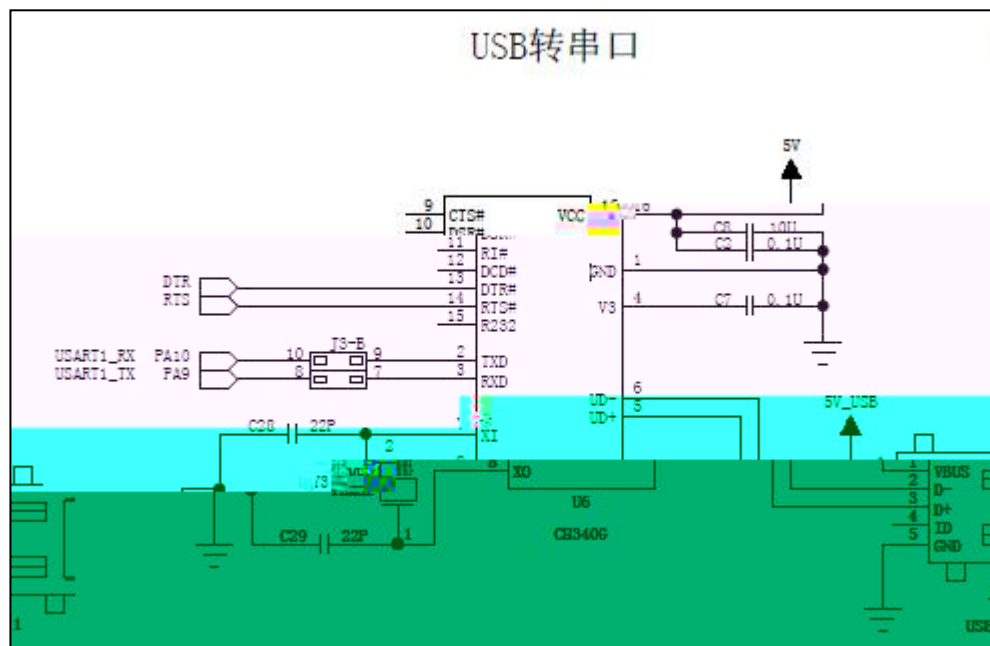 USB转串口
5V
9 CTS# VCC
10 DSR#
C8 10U
C2 0.1U
11 RI#
12 DCD# GND 1
DTR 13 DTR#
RTS 14 RTS# V3 4 C7 0.1U
15 R232
J3-B
USART1_RX PA10 10 9 2 TXD
USART1_TX PA9 8 7 3 RXD
UD- 6
UD+ 5
5V_USB
C28 22P XI
2
8 XO
1 VBUS
2 D-
3 D+
4 ID
5 GND
U6
CH340G
C29 22P 1
1